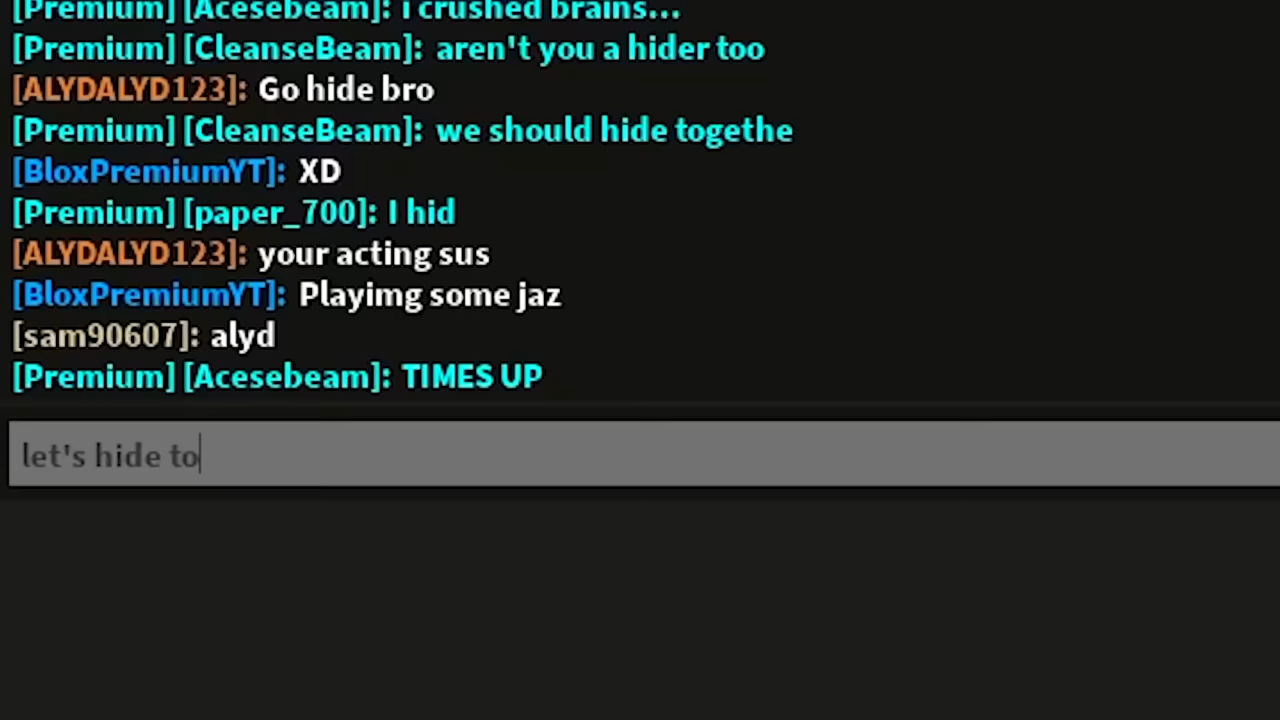 [Premium] [Acesebeam]: i crushed brains...
[Premium] [CleanseBeam]: aren't you a hider too
[ALYDALYD123]: Go hide bro
[Premium] [CleanseBeam]: we should hide togethe
[BloxPremiumYT]: XD
[Premium] [paper_700]: I hid
[ALYDALYD123]: your acting sus
[BloxPremiumYT]: Playimg some jaz
[sam90607]: alyd
[Premium] [Acesebeam]: TIMES UP
let's hide to